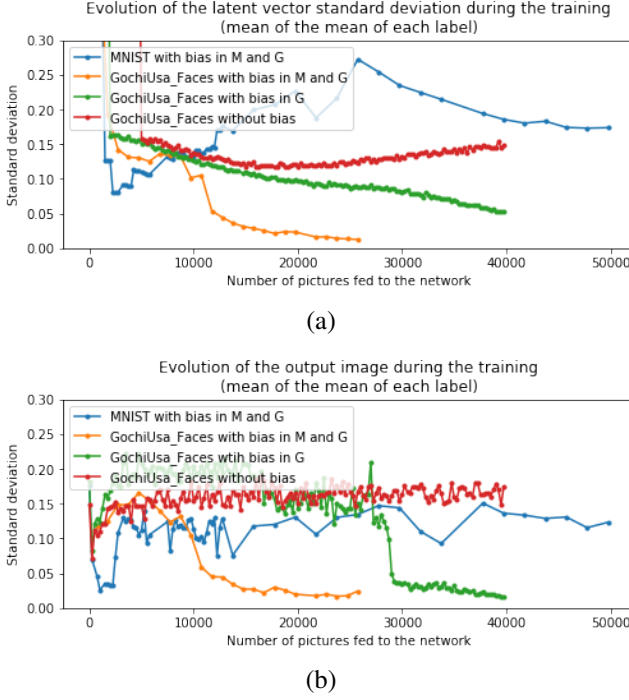 Evolution of the latent vector standard deviation during the training
(mean of the mean of each label)
0.30
0.25
0.20
0.15
0.10
0.05
0.00
Standard deviation
MNIST with bias in M and G
GochiUsa_Faces with bias in M and G
GochiUsa_Faces with bias in G
GochiUsa_Faces without bias
0
10000
20000
30000
40000
50000
Number of pictures fed to the network
(a)
Evolution of the output image during the training
(mean of the mean of each label)
0.30
0.25
0.20
0.15
0.10
0.05
0.00
Standard deviation
MNIST with bias in M and G
GochiUsa_Faces with bias in M and G
GochiUsa_Faces with bias in G
GochiUsa_Faces without bias
0
10000
20000
30000
40000
50000
Number of pictures fed to the network
(b)